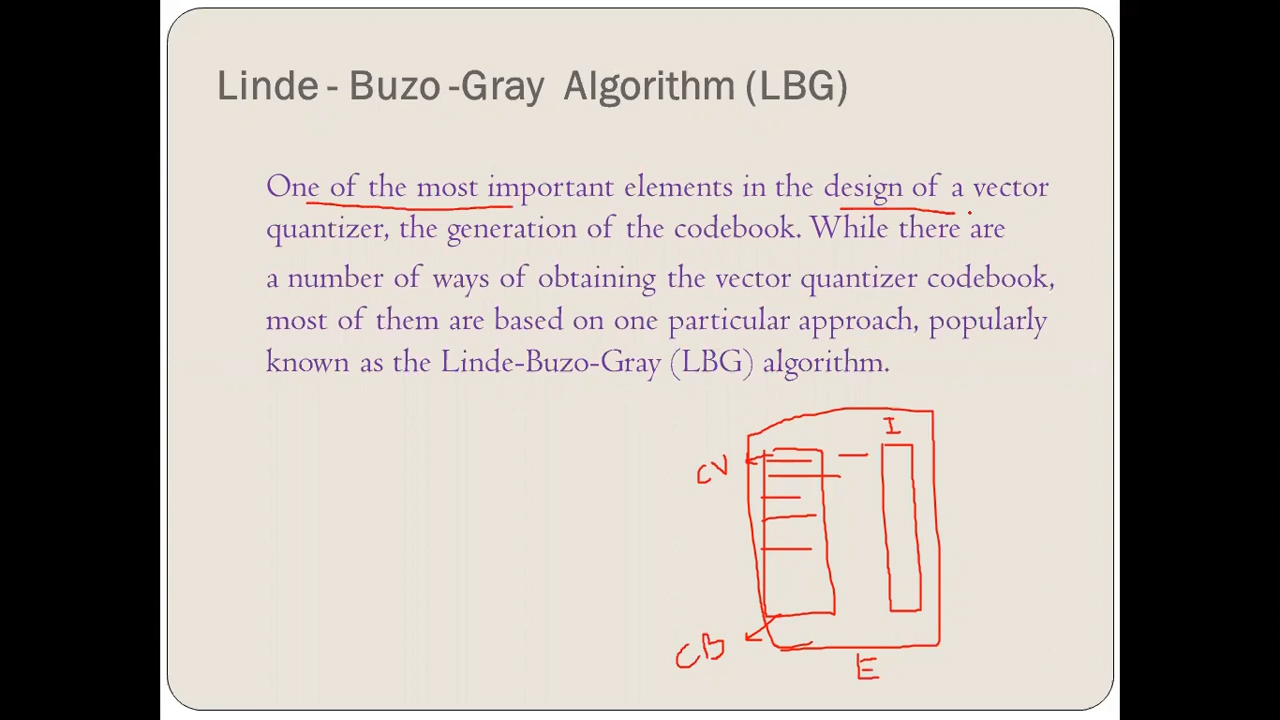 Linde - Buzo -Gray Algorithm (LBG)
One of the most important elements in the design of a vector
quantizer, the generation of the codebook. While there are
a number of ways of obtaining the vector quantizer codebook,
most of them are based on one particular approach, popularly
known as the Linde-Buzo-Gray (LBG) algorithm.
I
CV
CB
E